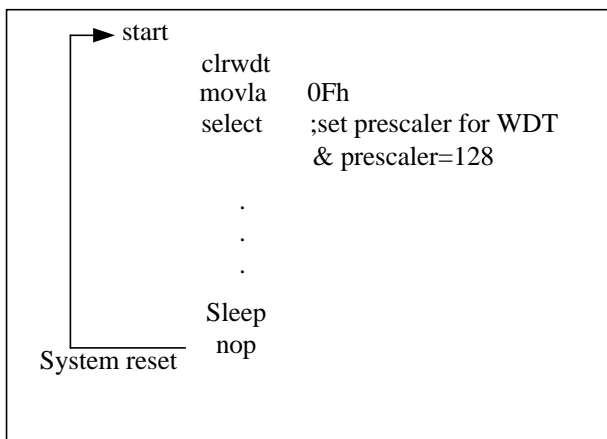 start
clrwdt
movla 0Fh
select ;set prescaler for WDT
& prescaler=128
.
.
.
Sleep
nop
System reset